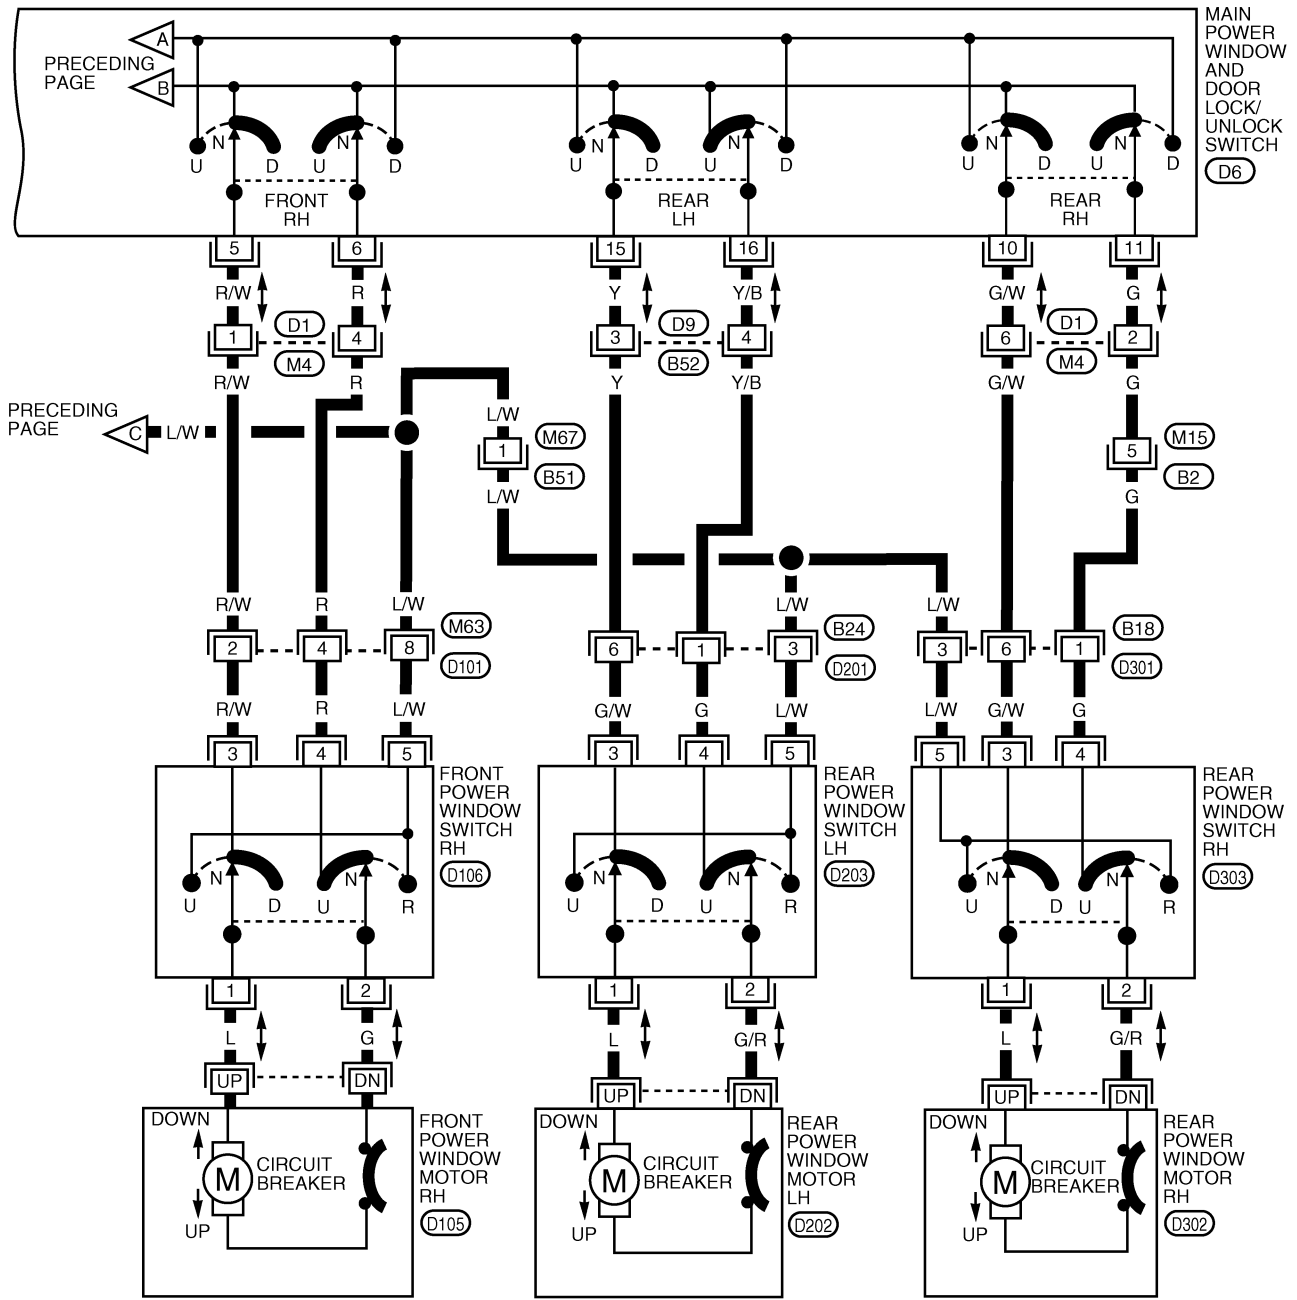 MAIN
POWER
WINDOW
AND
DOOR
LOCK/
UNLOCK
SWITCH
D6
A
PRECEDING
PAGE
B
U N D U N D
U N D U N D
U N D U N D
FRONT
RH
REAR
LH
REAR
RH
5 6 15 16 10 11
R/W R Y Y/B G/W G
D1 D9 D1
1 4 3 4 6 2
M4 B52 M4
R/W R Y Y/B G/W G
PRECEDING
PAGE
C L/W
L/W
M67
1
B51
L/W
M15
5
B2
G
R/W R L/W L/W L/W
M63 B24 B18
2 4 8 6 1 3 3 6 1
D101 D201 D301
R/W R L/W G/W G L/W L/W G/W G
3 4 5 3 4 5 5 3 4
FRONT
POWER
WINDOW
SWITCH
RH
D106
REAR
POWER
WINDOW
SWITCH
LH
D203
REAR
POWER
WINDOW
SWITCH
RH
D303
N N N N N N
U D U R U D U R U D U R
1 2 1 2 1 2
L G L G/R L G/R
UP DN UP DN UP DN
DOWN
M
UP
CIRCUIT
BREAKER
FRONT
POWER
WINDOW
MOTOR
RH
D105
DOWN
M
UP
CIRCUIT
BREAKER
REAR
POWER
WINDOW
MOTOR
LH
D202
DOWN
M
UP
CIRCUIT
BREAKER
REAR
POWER
WINDOW
MOTOR
RH
D302